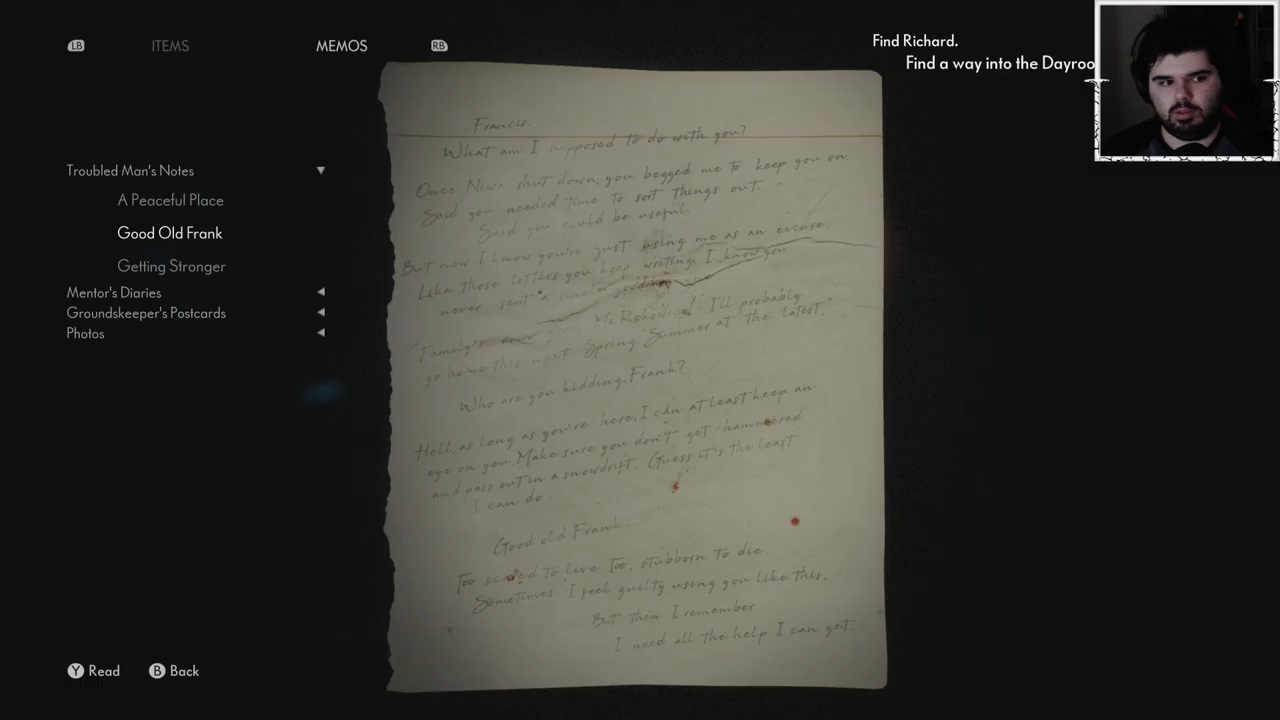 LB
ITEMS
MEMOS
RB
Find Richard.
Find a way into the Dayroo
Troubled Man's Notes
A Peaceful Place
Good Old Frank
Getting Stronger
Mentor's Diaries
Groundskeeper's Postcards
Photos
Francis.
What am I supposed to do with you?
Once Niwa shut down, you begged me to keep you on.
Said you needed time to sort things out.
Said you could be useful.
But now I know you're just using me as an excuse.
Like those letters you keep writing. I know you
never sent a single goddamn
"Family's Mr. Rekowicz! I'll probably
go home this next Spring. Summer at the latest."
Who are you kidding, Frank?
Hell, as long as you're here, I can at least keep an
eye on you. Make sure you don't get hammered
and pass out in a snowdrift. Guess it's the least
I can do.
Good old Frank.
Too scared to live Too, stubborn to die.
Sometimes I feel guilty using you like this.
But then I remember
I need all the help I can get.
Y Read
B Back